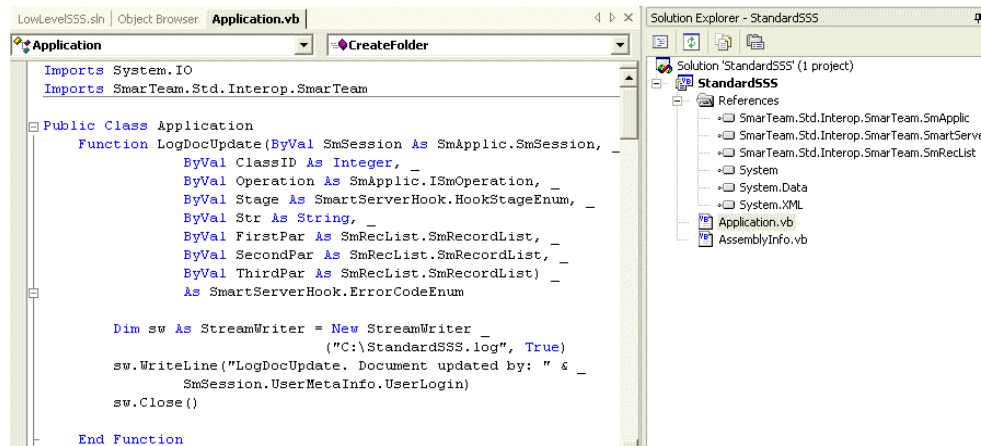 LowLevelSSS.sln | Object Browser Application.vb
Application
CreateFolder
Imports System.IO
Imports SmarTeam.Std.Interop.SmarTeam
Public Class Application
Function LogDocUpdate(ByVal SmSession As SmApplic.SmSession, _
ByVal ClassID As Integer, _
ByVal Operation As SmApplic.ISmOperation, _
ByVal Stage As SmartServerHook.HookStageEnum, _
ByVal Str As String, _
ByVal FirstPar As SmRecList.SmRecordList, _
ByVal SecondPar As SmRecList.SmRecordList, _
ByVal ThirdPar As SmRecList.SmRecordList) _
As SmartServerHook.ErrorCodeEnum
Dim sw As StreamWriter = New StreamWriter _
("C:\StandardSSS.log", True)
sw.WriteLine("LogDocUpdate. Document updated by: " & _
SmSession.UserMetaInfo.UserLogin)
sw.Close()
End Function
Solution Explorer - StandardSSS
Solution 'StandardSSS' (1 project)
StandardSSS
References
SmarTeam.Std.Interop.SmarTeam.SmApplic
SmarTeam.Std.Interop.SmarTeam.SmartServe
SmarTeam.Std.Interop.SmarTeam.SmRecList
System
System.Data
System.XML
Application.vb
AssemblyInfo.vb